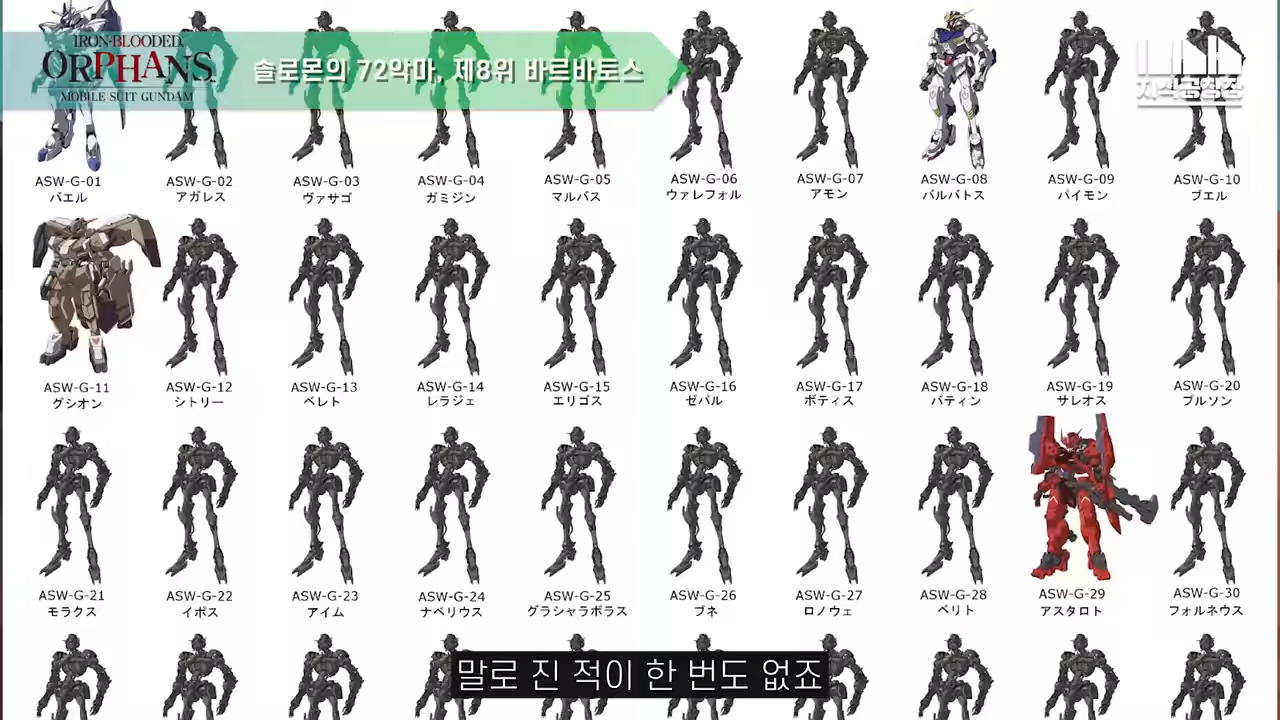 IRON-BLOODED
ORPHANS
MOBILE SUIT GUNDAM
솔로몬의 72악마, 제8위 바르바토스
지식공장장
ASW-G-01 ASW-G-02 ASW-G-03 ASW-G-04 ASW-G-05 ASW-G-06 ASW-G-07 ASW-G-08 ASW-G-09 ASW-G-10
バエル アガレス ヴァサゴ ガミジン マルバス ウァレフォル アモン バルバトス パイモン ブエル
ASW-G-11 ASW-G-12 ASW-G-13 ASW-G-14 ASW-G-15 ASW-G-16 ASW-G-17 ASW-G-18 ASW-G-19 ASW-G-20
グシオン シトリー ベレト レラジェ エリゴス ゼパル ボティス バティン サレオス プルソン
ASW-G-21 ASW-G-22 ASW-G-23 ASW-G-24 ASW-G-25 ASW-G-26 ASW-G-27 ASW-G-28 ASW-G-29 ASW-G-30
モラクス イポス アイム ナベリウス グラシャラボラス ブネ ロノウェ ベリト アスタロト フォルネウス
말로 진 적이 한 번도 없죠